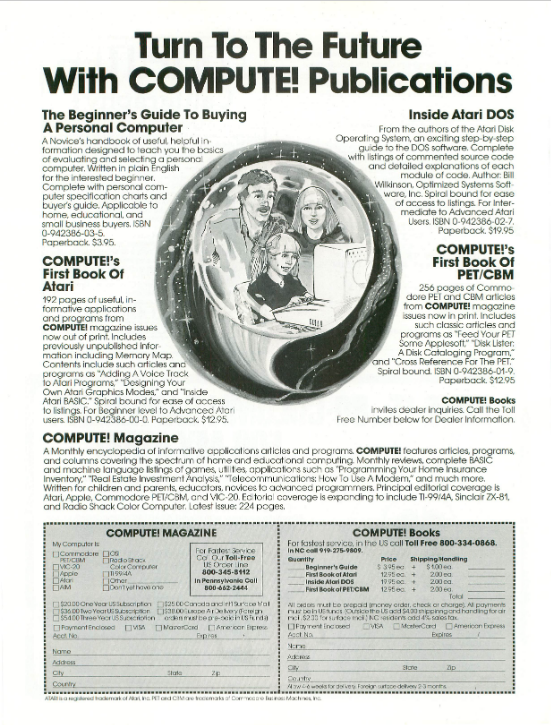 Turn To The Future
With COMPUTE! Publications
The Beginner's Guide To Buying
A Personal Computer
A Novice's handbook of useful, helpful in-
formation designed to teach you the basics
of evaluating and selecting a personal
computer. Written in plain English
for the interested beginner.
Complete with personal com-
puter specification charts and
buyer's guide. Applicable to
home, educational, and
small business buyers. ISBN
0-942386-03-5.
Paperback. $3.95.
COMPUTE!'s
First Book Of
Atari
192 pages of useful, in-
formative applications
and programs from
COMPUTE! magazine issues
now out of print. Includes
previously unpublished infor-
mation including Memory Map.
Contents include such articles and
programs as "Adding A Voice Track
to Atari Programs," "Designing Your
Own Atari Graphics Modes," and "Inside
Atari BASIC." Spiral bound for ease of access
to listings. For Beginner level to Advanced Atari
users. ISBN 0-942386-00-0. Paperback. $12.95.
Inside Atari DOS
From the authors of the Atari Disk
Operating System, an exciting step-by-step
guide to the DOS software. Complete
with listings of commented source code
and detailed explanations of each
module of code. Author: Bill
Wilkinson, Optimized Systems Soft-
ware, Inc. Spiral bound for ease
of access to listings. For Inter-
mediate to Advanced Atari
Users. ISBN 0-942386-02-7.
Paperback. $19.95
COMPUTE!'s
First Book Of
PET/CBM
256 pages of Commo-
dore PET and CBM articles
from COMPUTE! magazine
issues now in print. Includes
such classic articles and
programs as "Feed Your PET
Some Applesoft," "Disk Lister:
A Disk Cataloging Program,"
and "Cross Reference For The PET."
Spiral bound. ISBN 0-942386-01-9.
Paperback. $12.95
COMPUTE! Books
invites dealer inquiries. Call the Toll
Free Number below for Dealer Information.
COMPUTE! Magazine
A Monthly encyclopedia of informative applications articles and programs. COMPUTE! features articles, programs,
and columns covering the spectrum of home and educational computing. Monthly reviews, complete BASIC
and machine language listings of games, utilities, applications such as "Programming Your Home Insurance
Inventory," "Real Estate Investment Analysis," "Telecommunications: How To Use A Modem," and much more.
Written for children and parents, educators, novices to advanced programmers. Principal editorial coverage is
Atari, Apple, Commodore PET/CBM, and VIC-20. Editorial coverage is expanding to include TI-99/4A, Sinclair ZX-81,
and Radio Shack Color Computer. Latest issue: 224 pages.
COMPUTE! MAGAZINE
My Computer Is:
Commodore PET/CBM
VIC-20
Apple
Atari
AIM
OSI
Radio Shack Color Computer
TI-99/4A
Other
Don't yet have one
For Fastest Service
Call Our Toll-Free
US Order Line
800-345-8112
In Pennsylvania Call
800-662-2444
$20.00 One Year US Subscription
$36.00 Two Year US Subscription
$54.00 Three Year US Subscription
$25.00 Canada and Int'l Surface Mail
Payment Enclosed VISA MasterCard American Express
Acct. No. Expires
Name
Address
City State Zip
Country
COMPUTE! Books
For fastest service, in the US call Toll Free 800-334-0868.
In NC call 919-275-9809.
Quantity Price Shipping/Handling
Beginner's Guide $ 3.95 ea. + $1.00 ea.
First Book of Atari 12.95 ea. + 2.00 ea.
Inside Atari DOS 19.95 ea. + 2.00 ea.
First Book of PET/CBM 12.95 ea. + 2.00 ea.
Total
All orders must be prepaid (money order, check or charge). All payments
must be in US funds. (Outside the US add $4.00 shipping and handling for air
mail, $2.00 for surface mail.) NC residents add 4% sales tax.
Payment Enclosed VISA MasterCard American Express
Acct. No. Expires /
Name
Address
City State Zip
Country
Allow 4-6 weeks for delivery. Foreign surface delivery 2-3 months.
ATARI is a registered trademark of Atari, Inc. PET and CBM are trademarks of Commodore Business Machines, Inc.